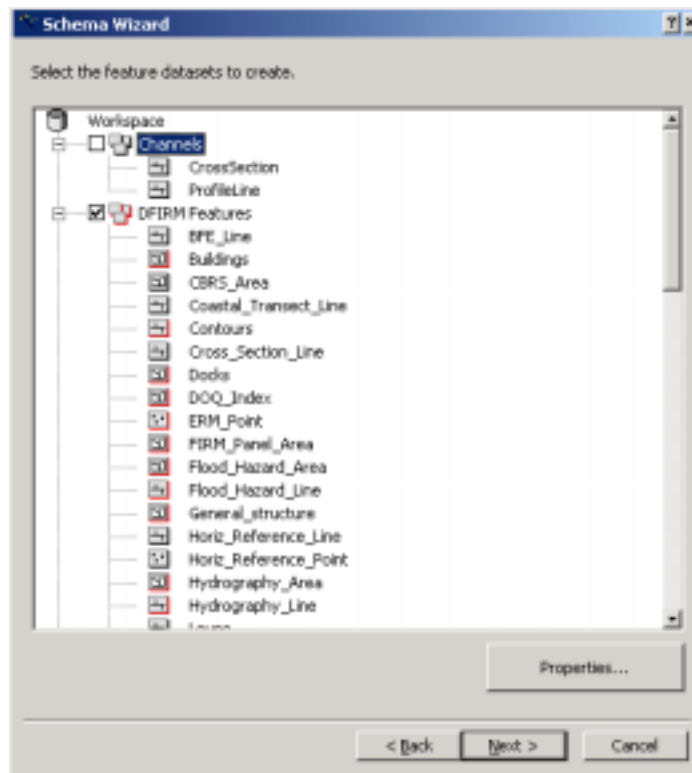 Schema Wizard
Select the feature datasets to create.
Workspace
Channels
CrossSection
ProfileLine
DFIRM Features
BFE_Line
Buildings
CBRS_Area
Coastal_Transect_Line
Contours
Cross_Section_Line
Docks
DOQ_Index
ERM_Point
FIRM_Panel_Area
Flood_Hazard_Area
Flood_Hazard_Line
General_structure
Horiz_Reference_Line
Horiz_Reference_Point
Hydrography_Area
Hydrography_Line
Properties...
< Back
Next >
Cancel